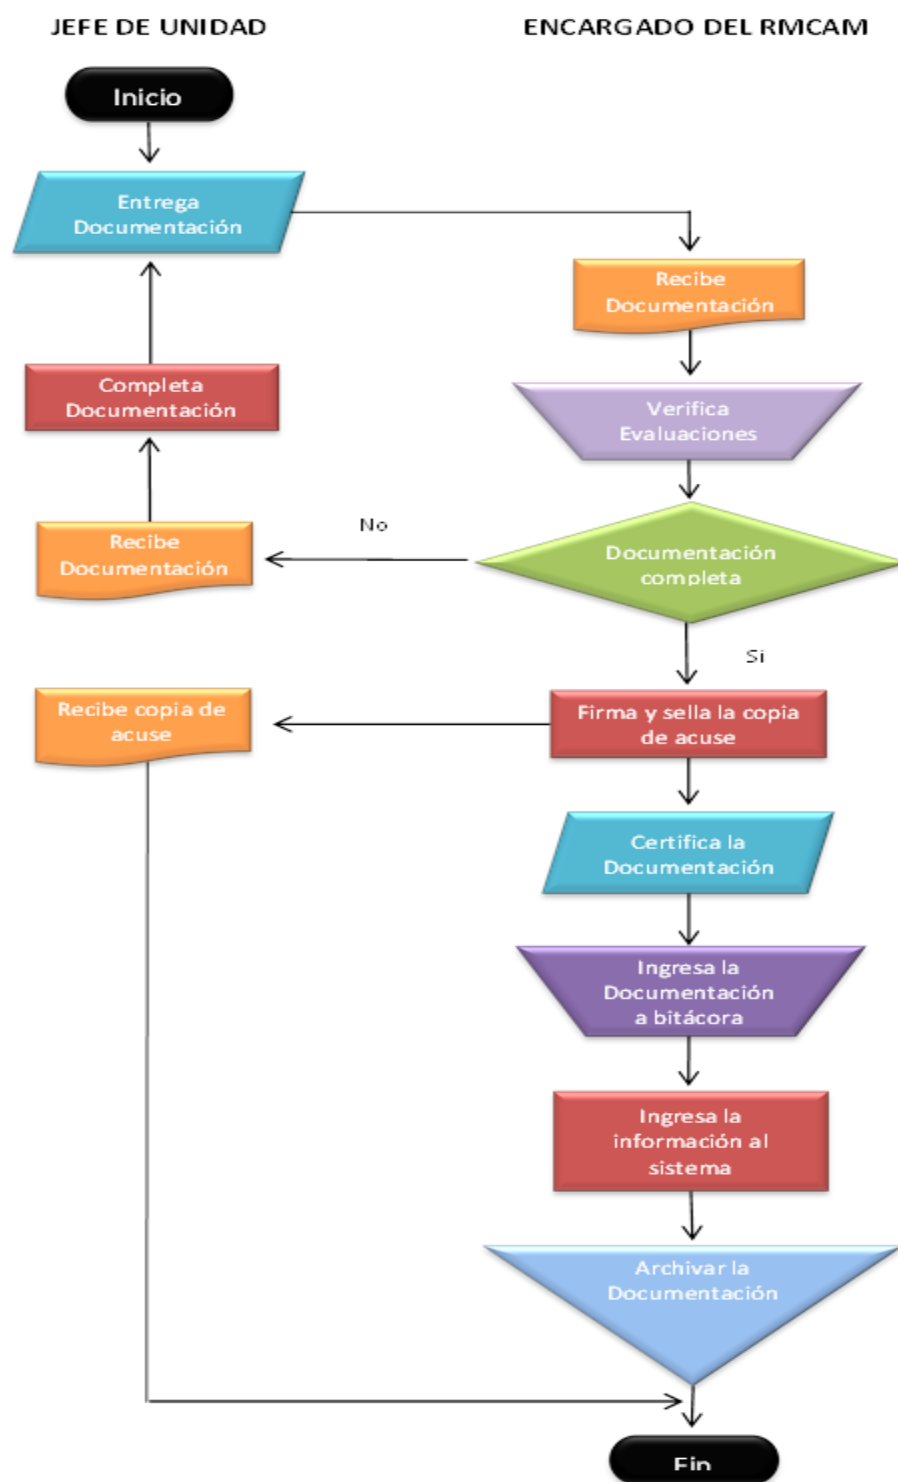 JEFE DE UNIDAD
ENCARGADO DEL RMCAM
Inicio
Entrega
Documentación
Recibe
Documentación
Completa
Documentación
Verifica
Evaluaciones
No
Recibe
Documentación
Documentación
completa
Si
Recibe copia de
acuse
Firma y sella la copia
de acuse
Certifica la
Documentación
Ingresa la
Documentación
a bitácora
Ingresa la
información al
sistema
Archivar la
Documentación
Fin